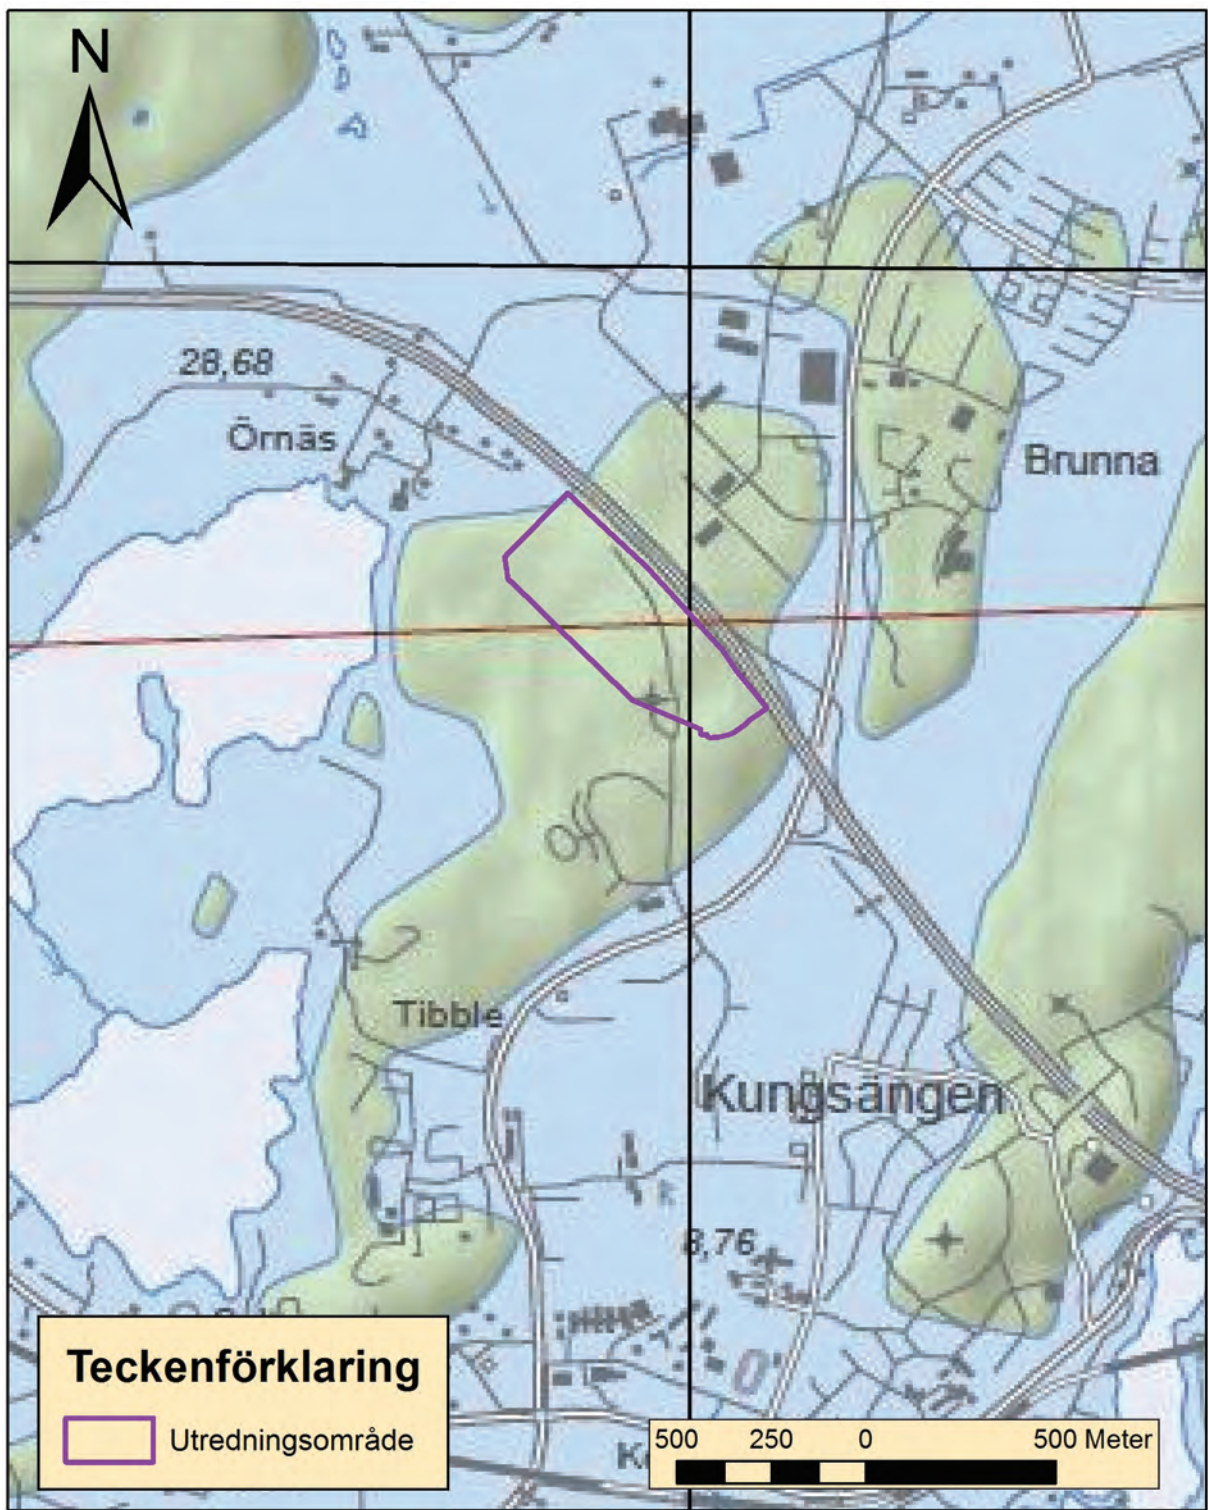 N
28,68
Örnäs
Brunna
Tibble
Kungsängen
8,76
Teckenförklaring
Utredningsområde
500 250 0 500 Meter